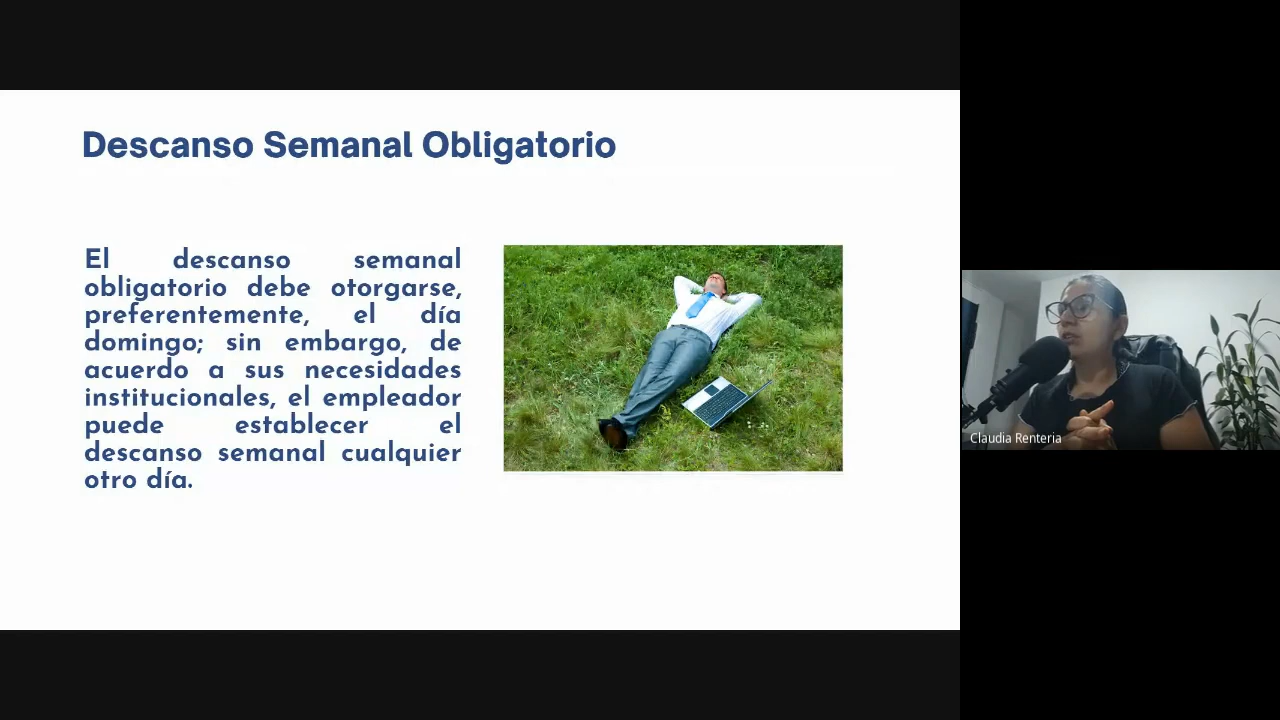 Descanso Semanal Obligatorio
El descanso semanal
obligatorio debe otorgarse,
preferentemente, el día
domingo; sin embargo, de
acuerdo a sus necesidades
institucionales, el empleador
puede establecer el
descanso semanal cualquier
otro día.
Claudia Renteria